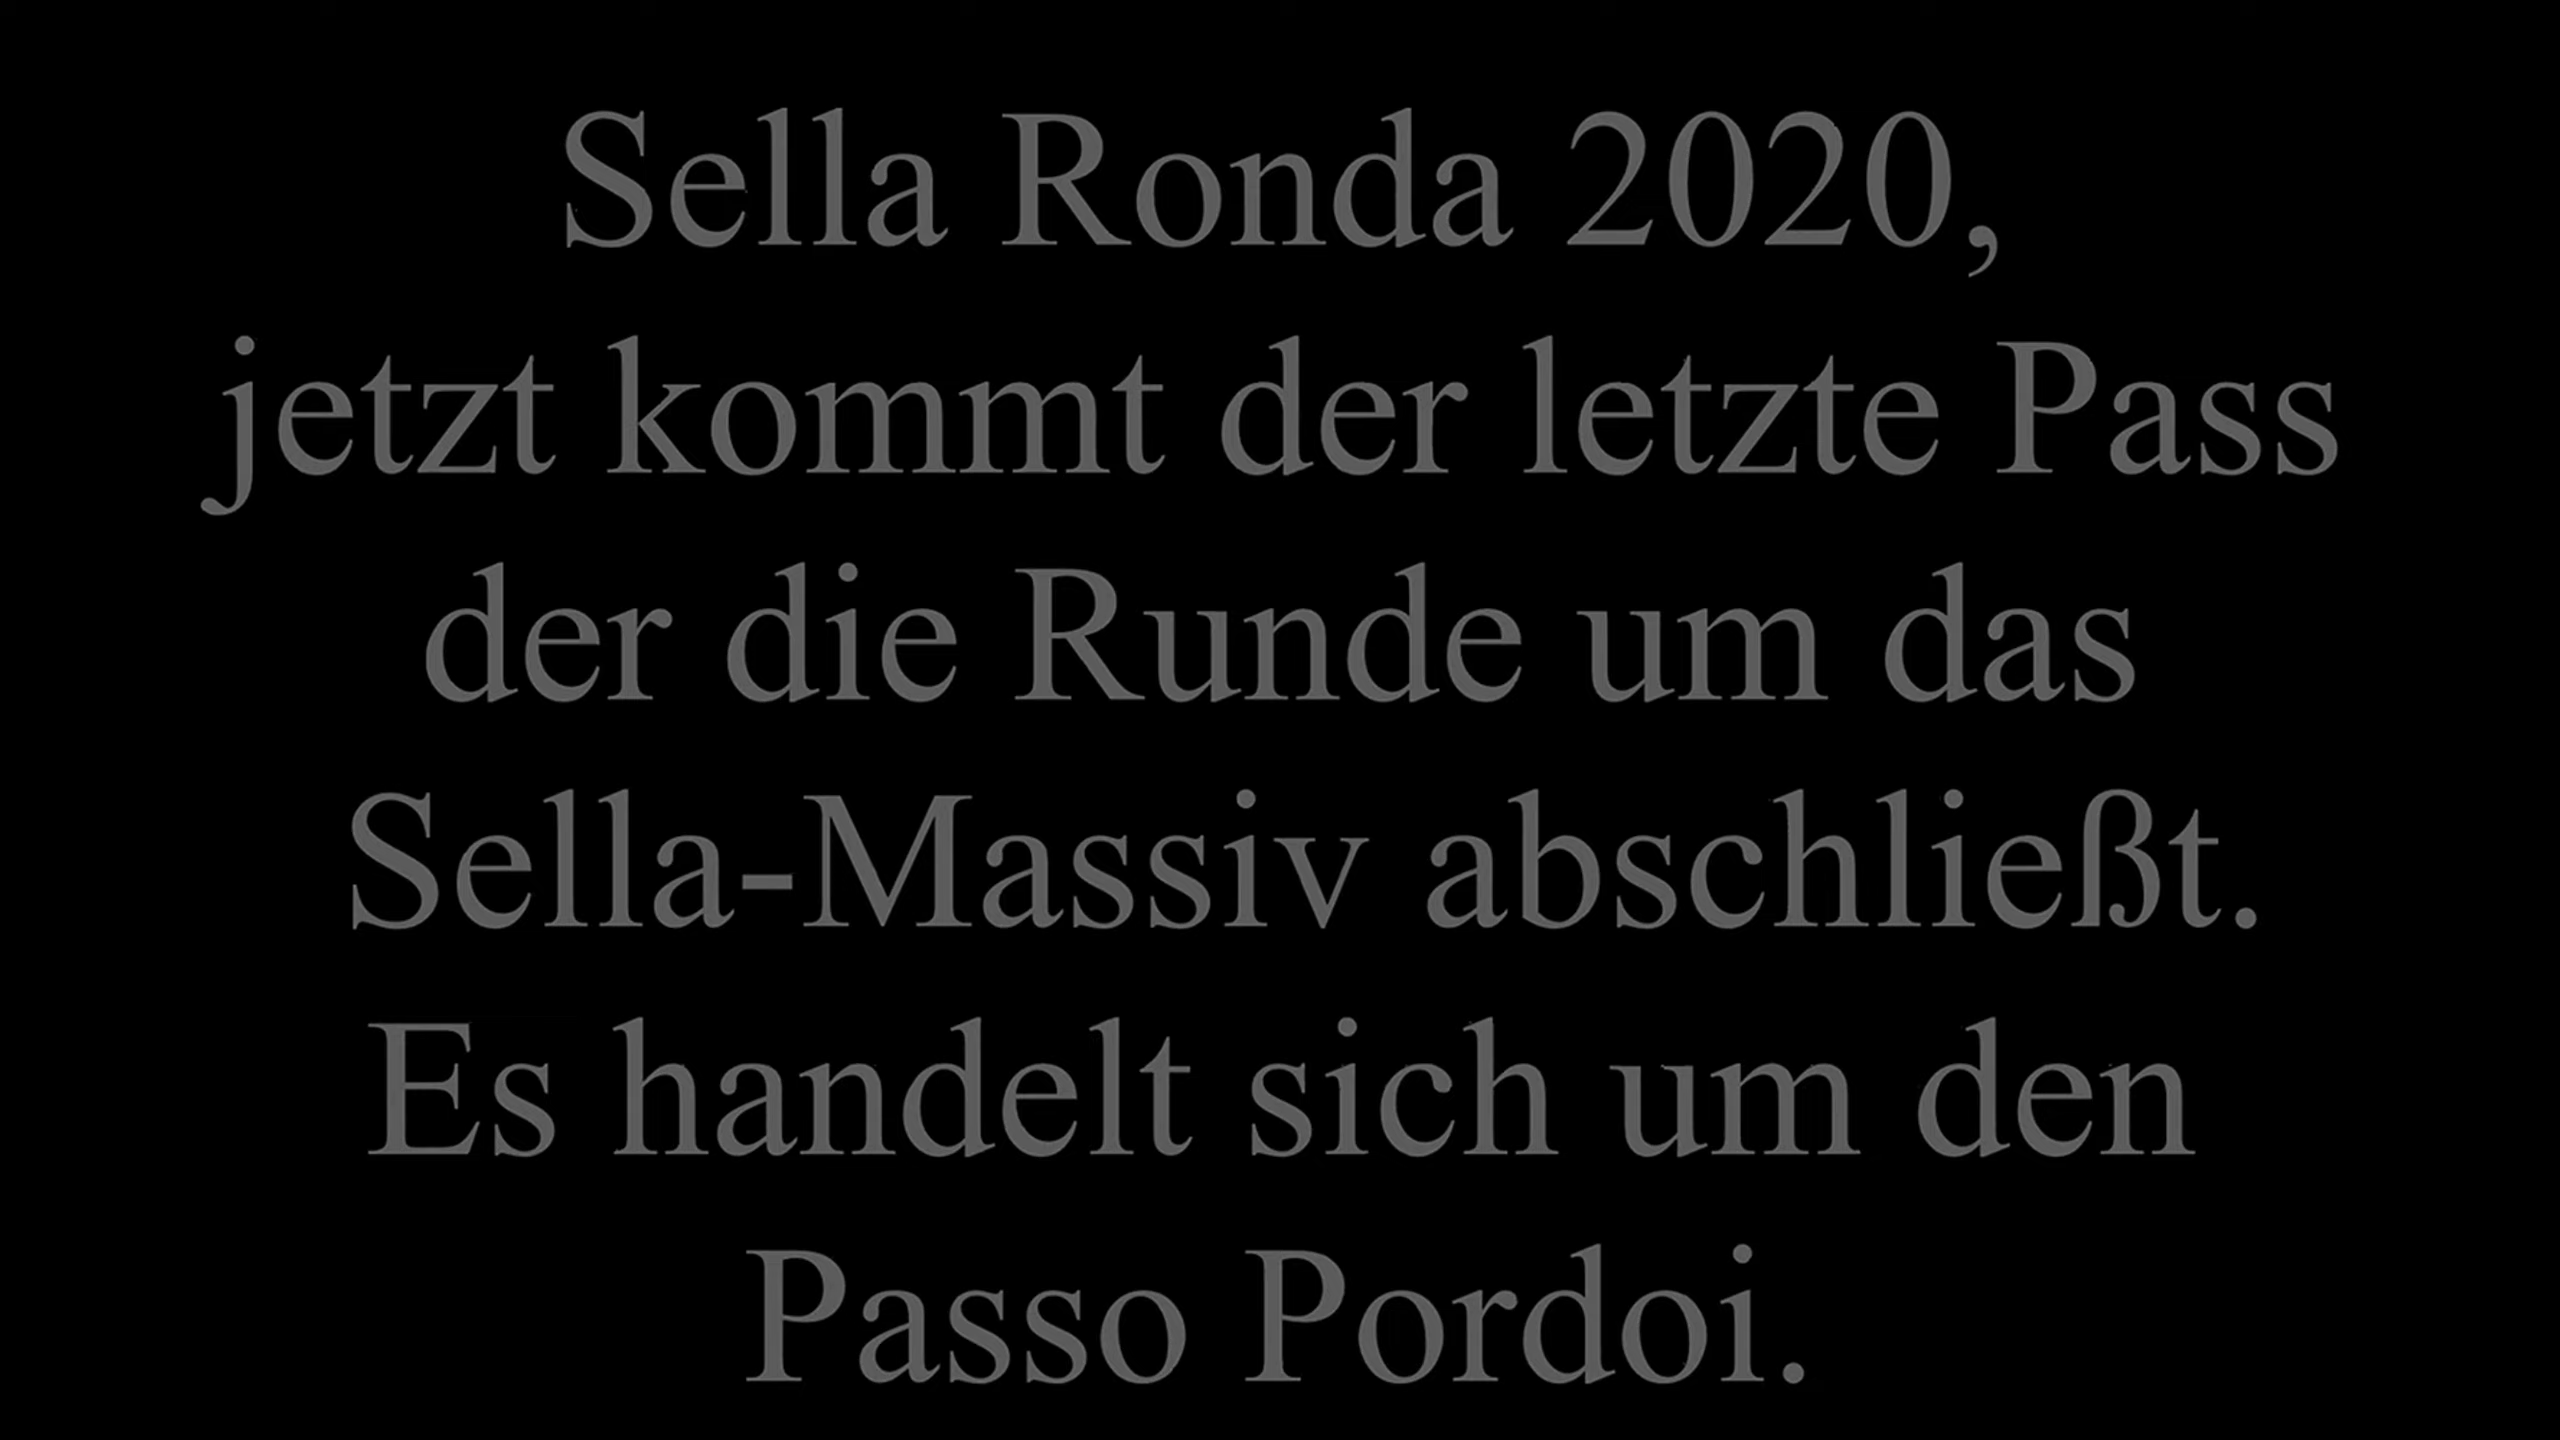 Sella Ronda 2020,
jetzt kommt der letzte Pass
der die Runde um das
Sella-Massiv abschließt.
Es handelt sich um den
Passo Pordoi.